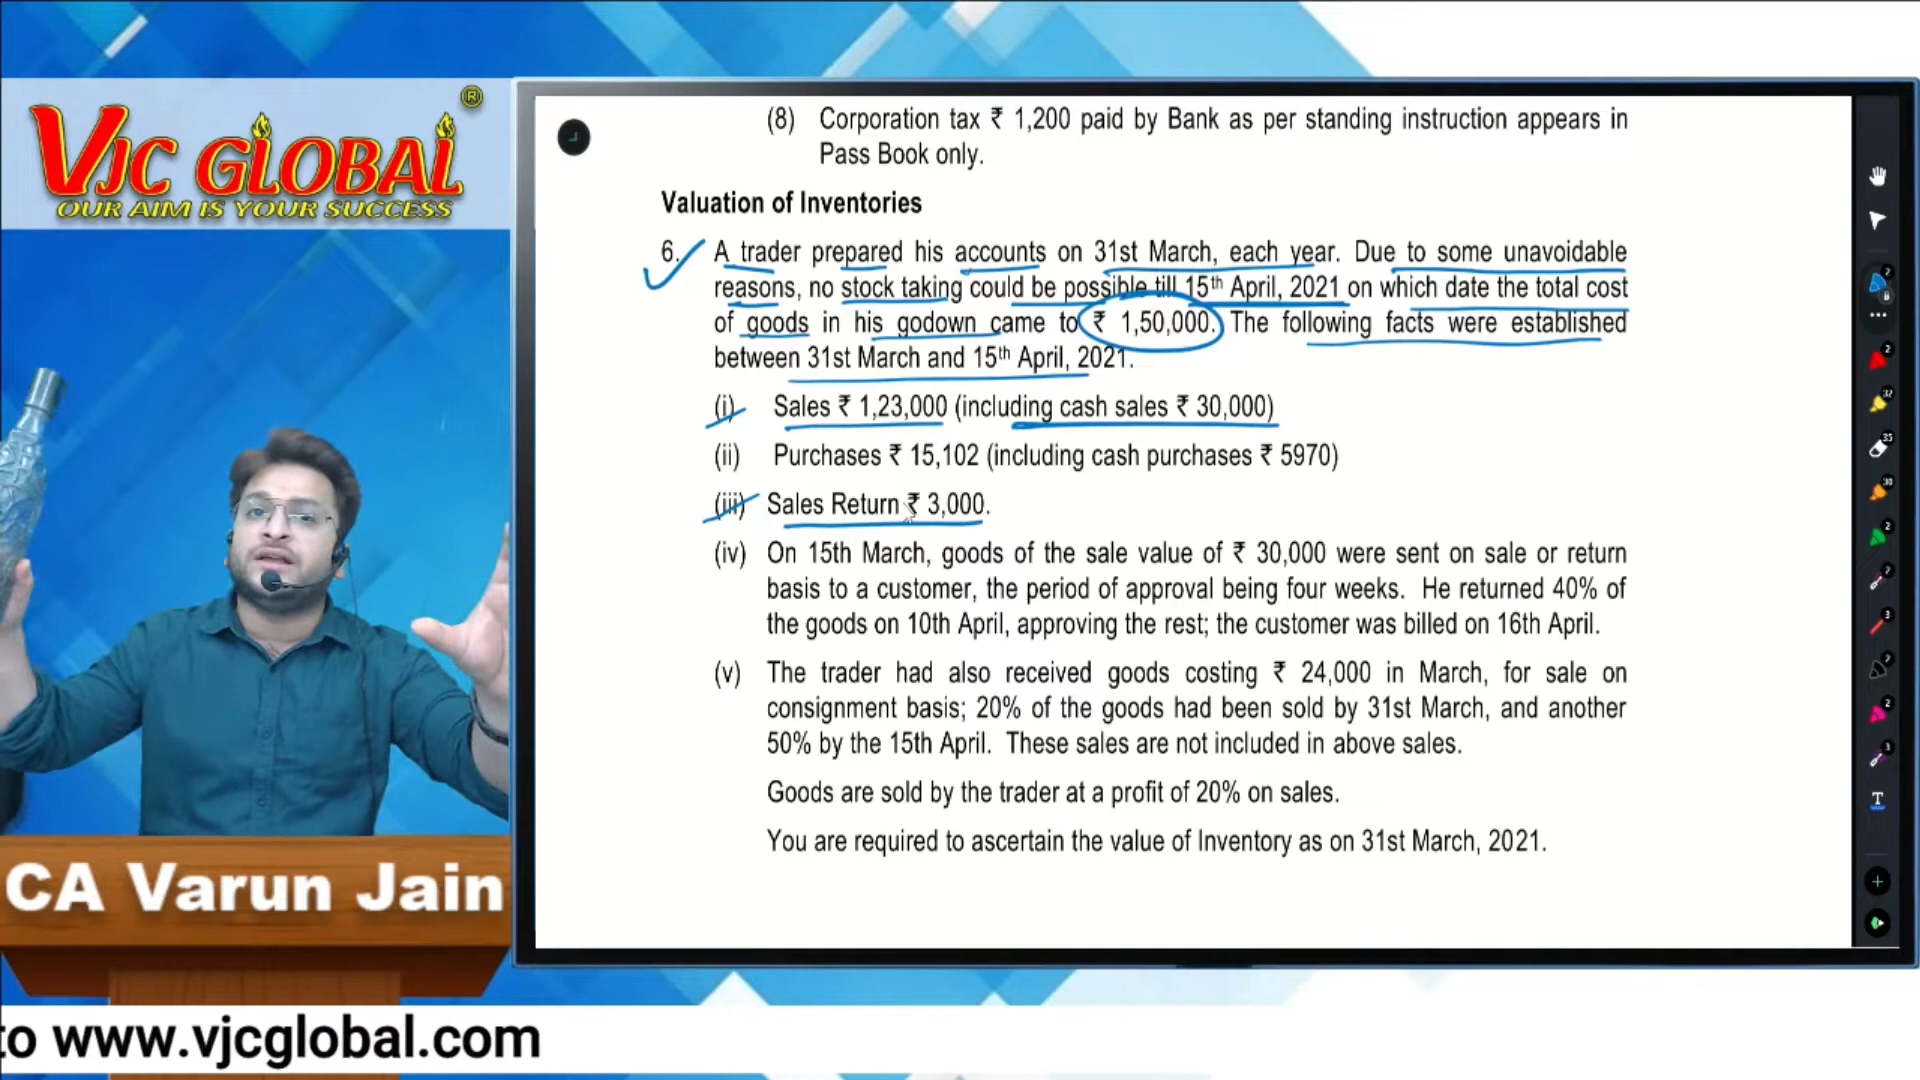 VJC GLOBAL ®
OUR AIM IS YOUR SUCCESS
(8) Corporation tax ₹ 1,200 paid by Bank as per standing instruction appears in
Pass Book only.
Valuation of Inventories
6. A trader prepared his accounts on 31st March, each year. Due to some unavoidable
reasons, no stock taking could be possible till 15th April, 2021 on which date the total cost
of goods in his godown came to ₹ 1,50,000. The following facts were established
between 31st March and 15th April, 2021.
(i) Sales ₹ 1,23,000 (including cash sales ₹ 30,000)
(ii) Purchases ₹ 15,102 (including cash purchases ₹ 5970)
(iii) Sales Return ₹ 3,000.
(iv) On 15th March, goods of the sale value of ₹ 30,000 were sent on sale or return
basis to a customer, the period of approval being four weeks. He returned 40% of
the goods on 10th April, approving the rest; the customer was billed on 16th April.
(v) The trader had also received goods costing ₹ 24,000 in March, for sale on
consignment basis; 20% of the goods had been sold by 31st March, and another
50% by the 15th April. These sales are not included in above sales.
Goods are sold by the trader at a profit of 20% on sales.
You are required to ascertain the value of Inventory as on 31st March, 2021.
CA Varun Jain
to www.vjcglobal.com